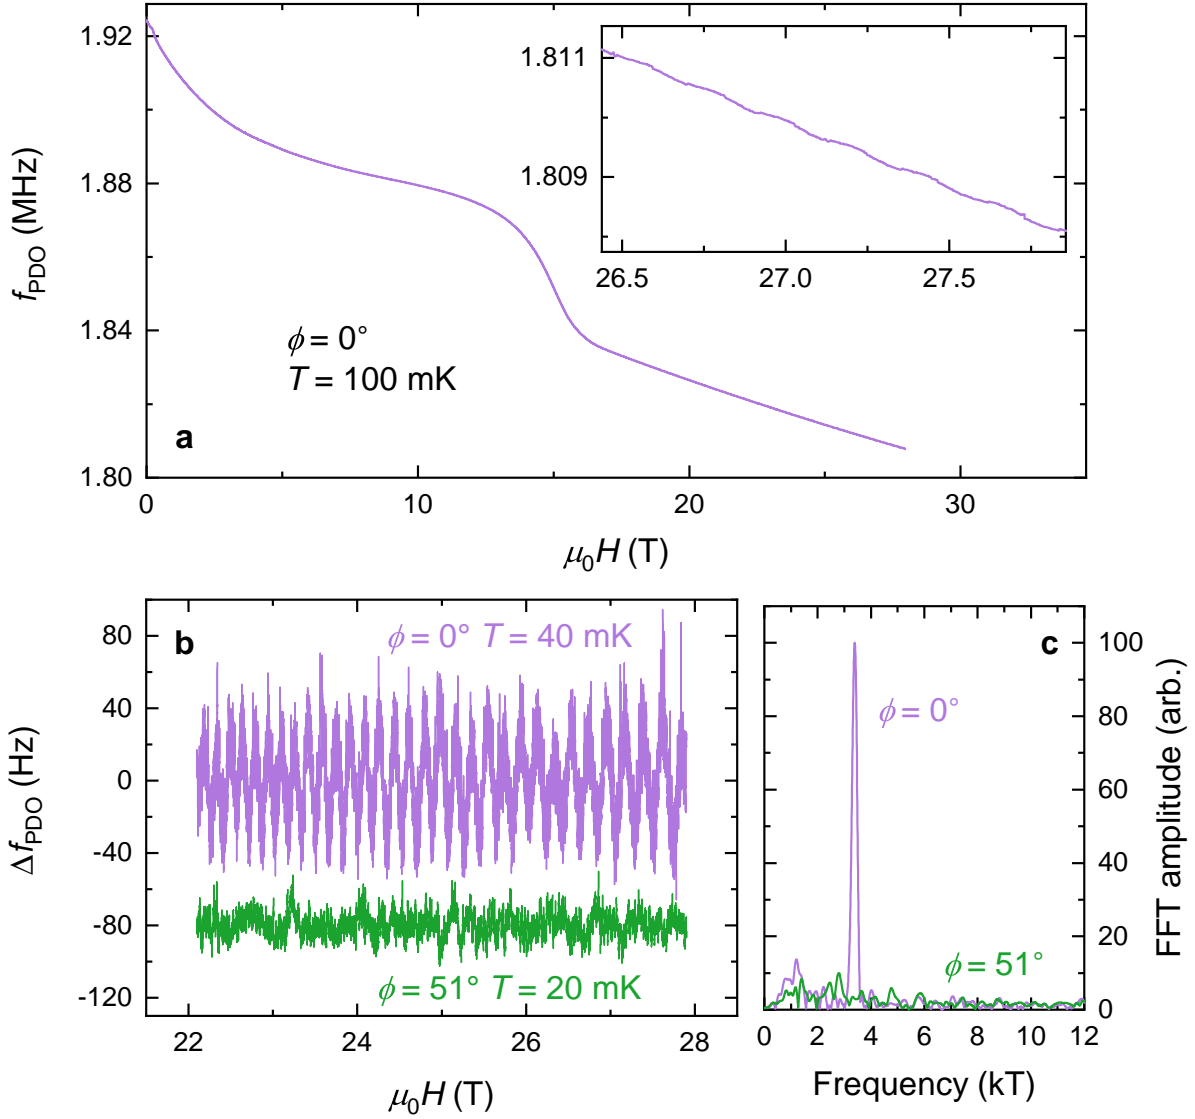 1.92
1.88
1.84
1.80
f_PDO (MHz)
1.811
1.809
26.5 27.0 27.5
ϕ = 0°
T = 100 mK
a
0 10 20 30
μ₀H (T)
b
ϕ = 0° T = 40 mK
80
40
0
-40
-80
-120
Δf_PDO (Hz)
ϕ = 51° T = 20 mK
22 24 26 28
μ₀H (T)
c
ϕ = 0°
ϕ = 51°
100
80
60
40
20
0
FFT amplitude (arb.)
0 2 4 6 8 10 12
Frequency (kT)